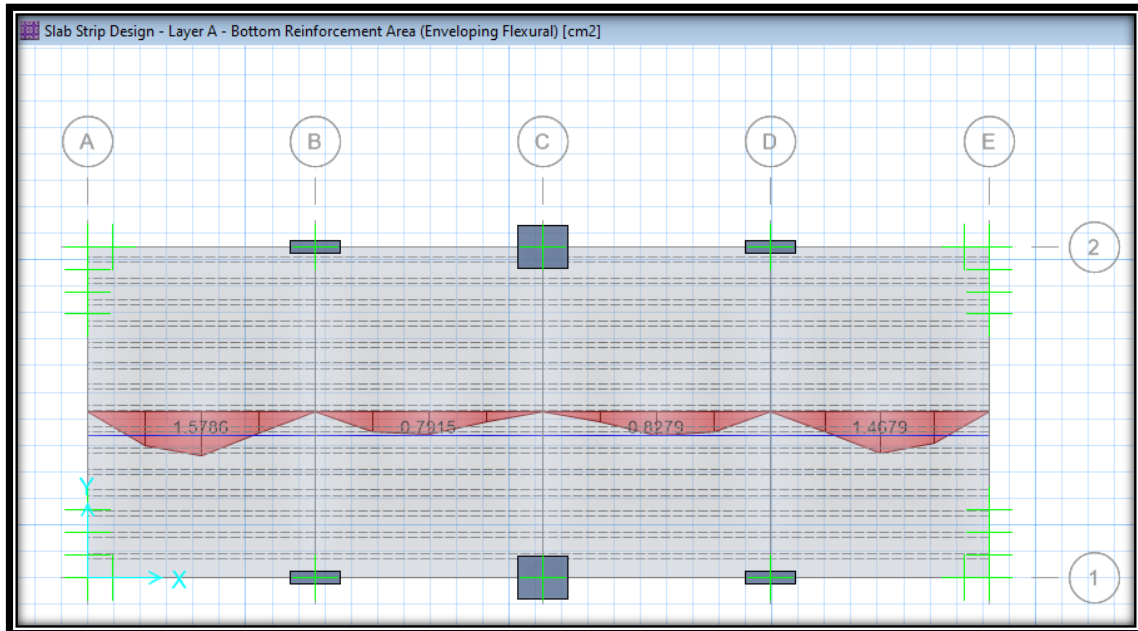 Slab Strip Design - Layer A - Bottom Reinforcement Area (Enveloping Flexural) [cm2]
A B C D E
2
1.5786 0.7915 0.8279 1.4679
Y
X
1